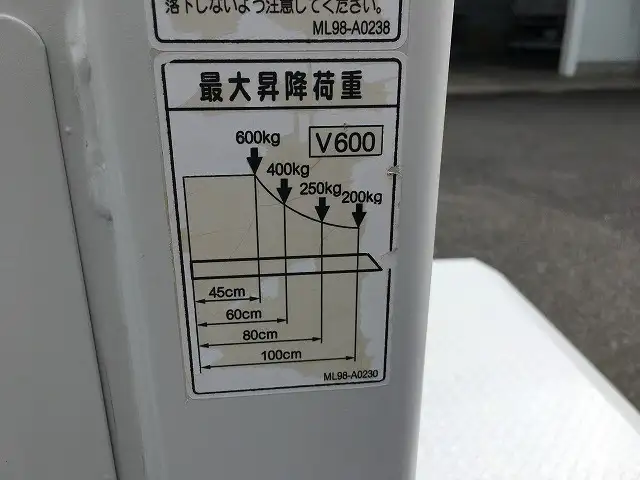 落下しないよう注意してください。
ML98-A0238
最大昇降荷重
V600
600kg
400kg
250kg
200kg
45cm
60cm
80cm
100cm
ML98-A0230